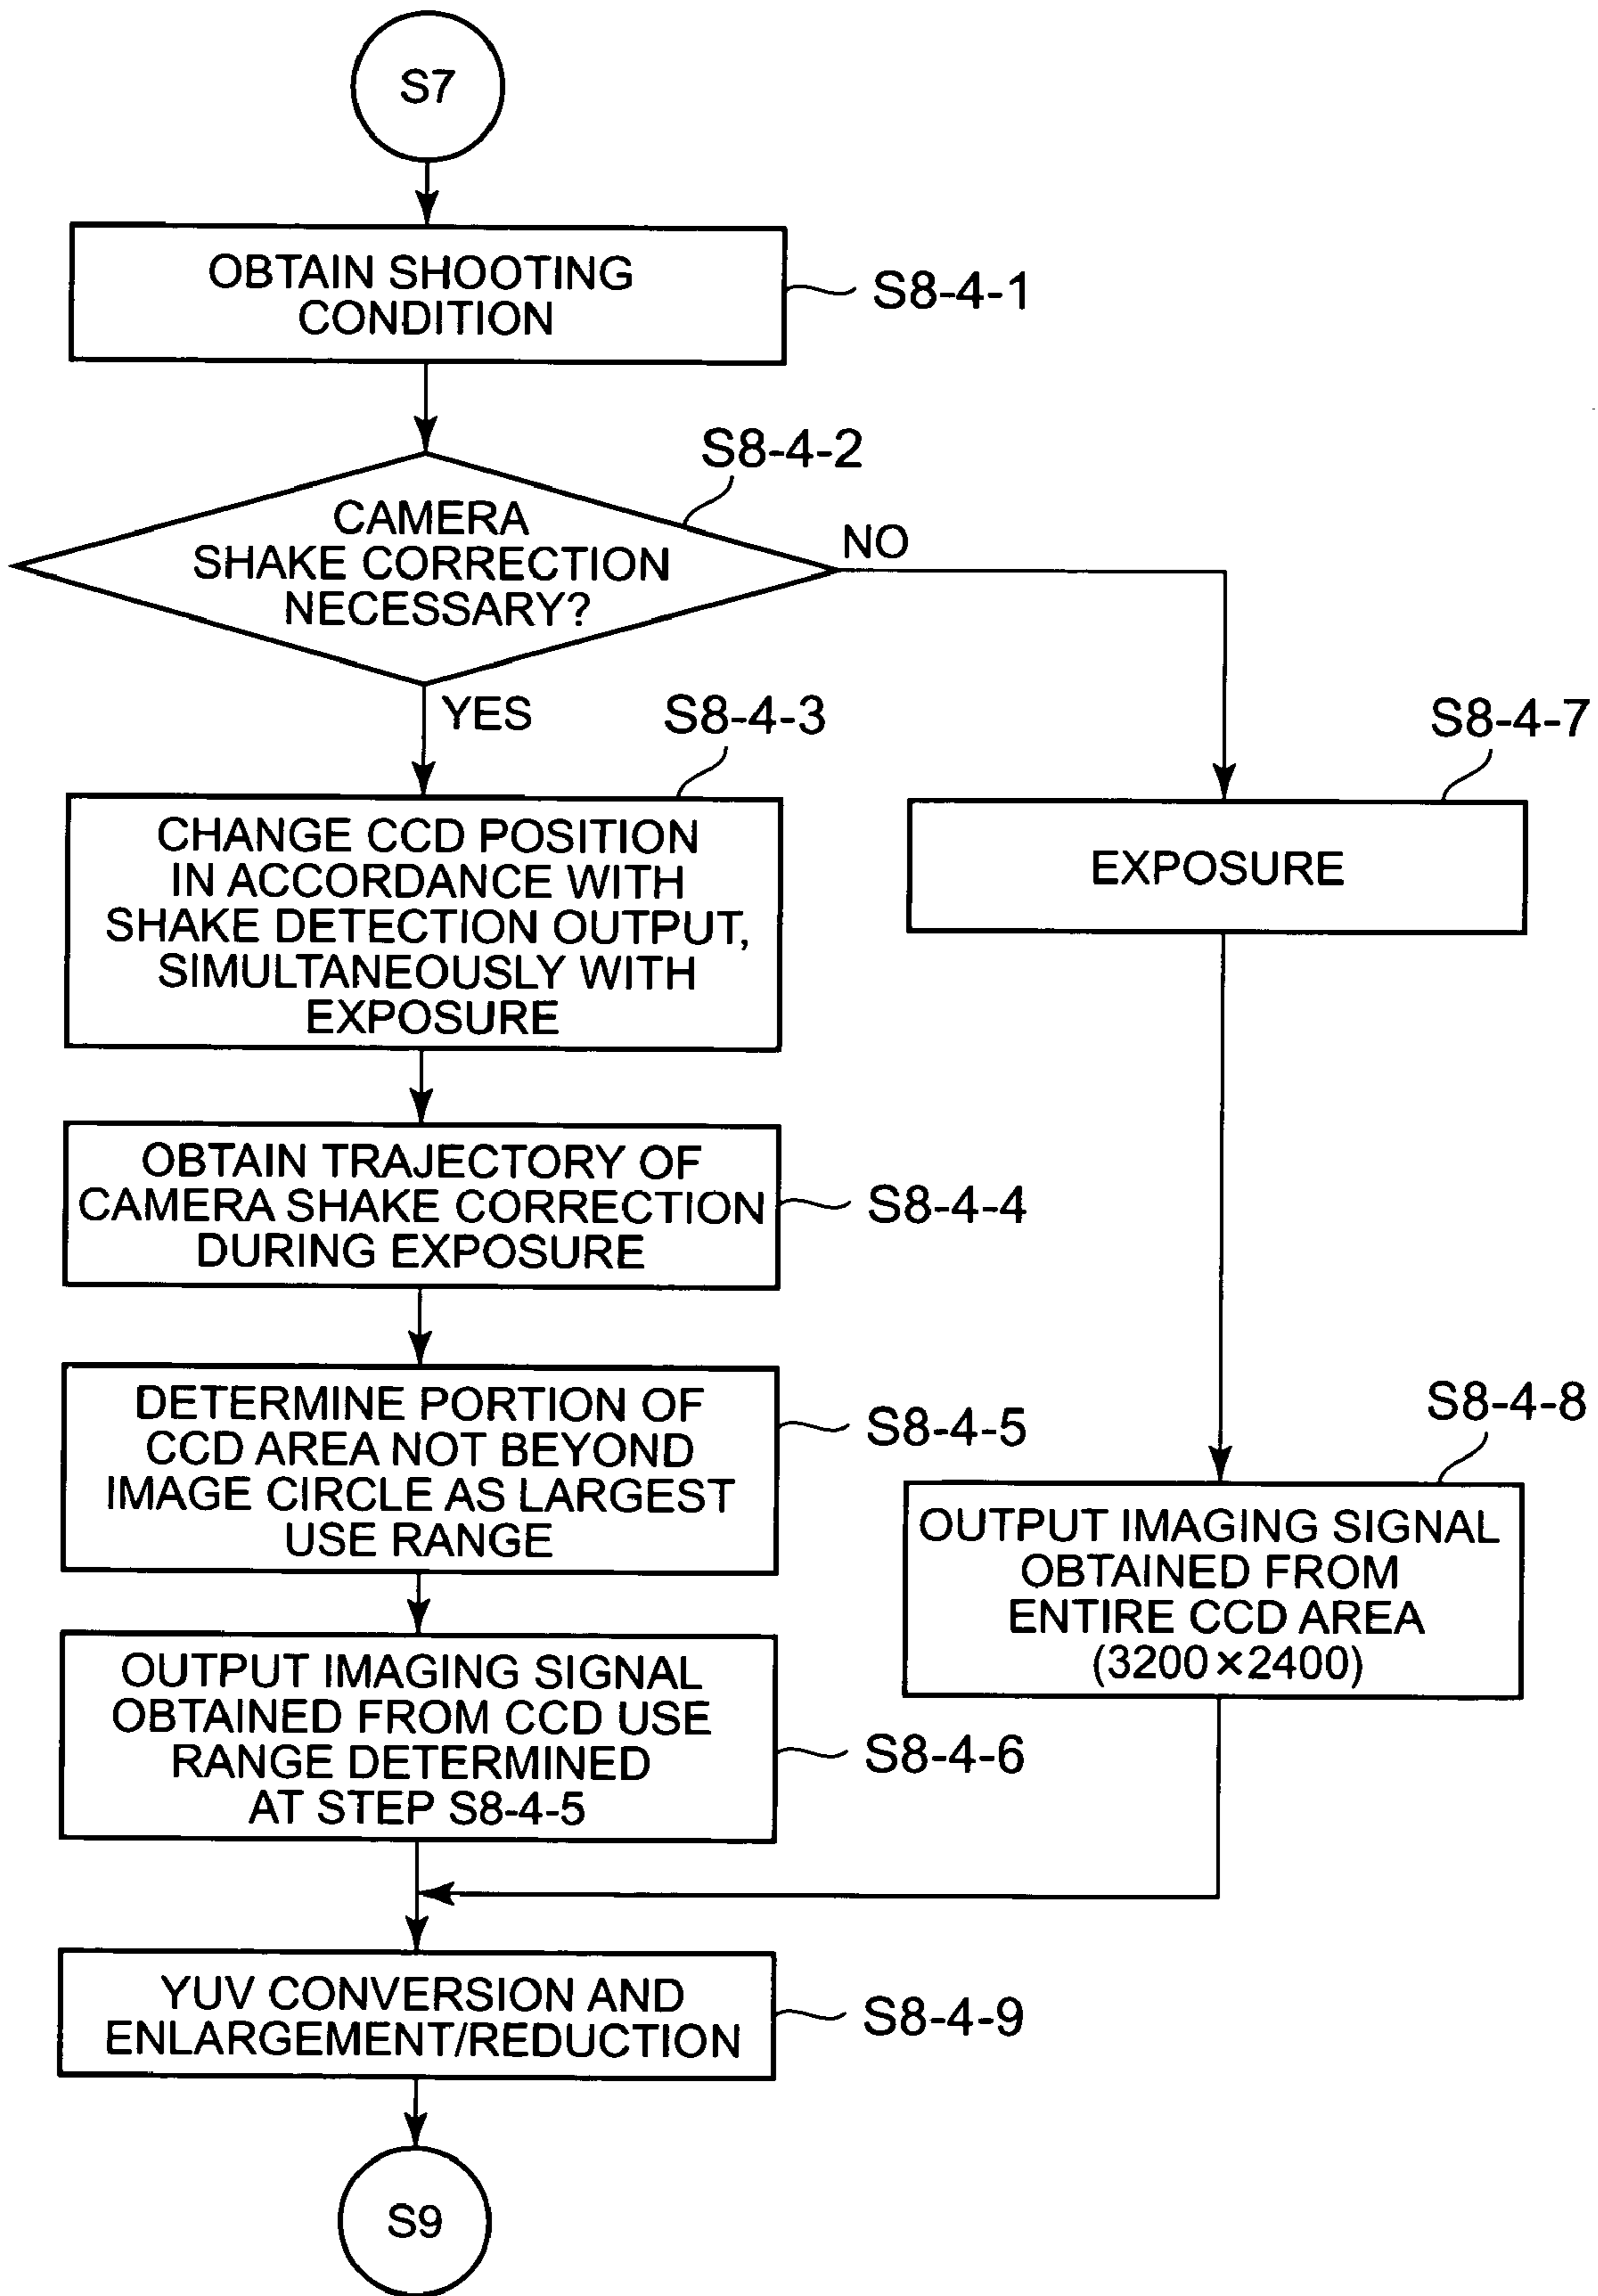 S7
OBTAIN SHOOTING
CONDITION
S8-4-1
S8-4-2
CAMERA
SHAKE CORRECTION
NECESSARY?
NO
YES
S8-4-3
CHANGE CCD POSITION
IN ACCORDANCE WITH
SHAKE DETECTION OUTPUT,
SIMULTANEOUSLY WITH
EXPOSURE
S8-4-7
EXPOSURE
OBTAIN TRAJECTORY OF
CAMERA SHAKE CORRECTION
DURING EXPOSURE
S8-4-4
DETERMINE PORTION OF
CCD AREA NOT BEYOND
IMAGE CIRCLE AS LARGEST
USE RANGE
S8-4-5
S8-4-8
OUTPUT IMAGING SIGNAL
OBTAINED FROM
ENTIRE CCD AREA
(3200×2400)
OUTPUT IMAGING SIGNAL
OBTAINED FROM CCD USE
RANGE DETERMINED
AT STEP S8-4-5
S8-4-6
YUV CONVERSION AND
ENLARGEMENT/REDUCTION
S8-4-9
S9